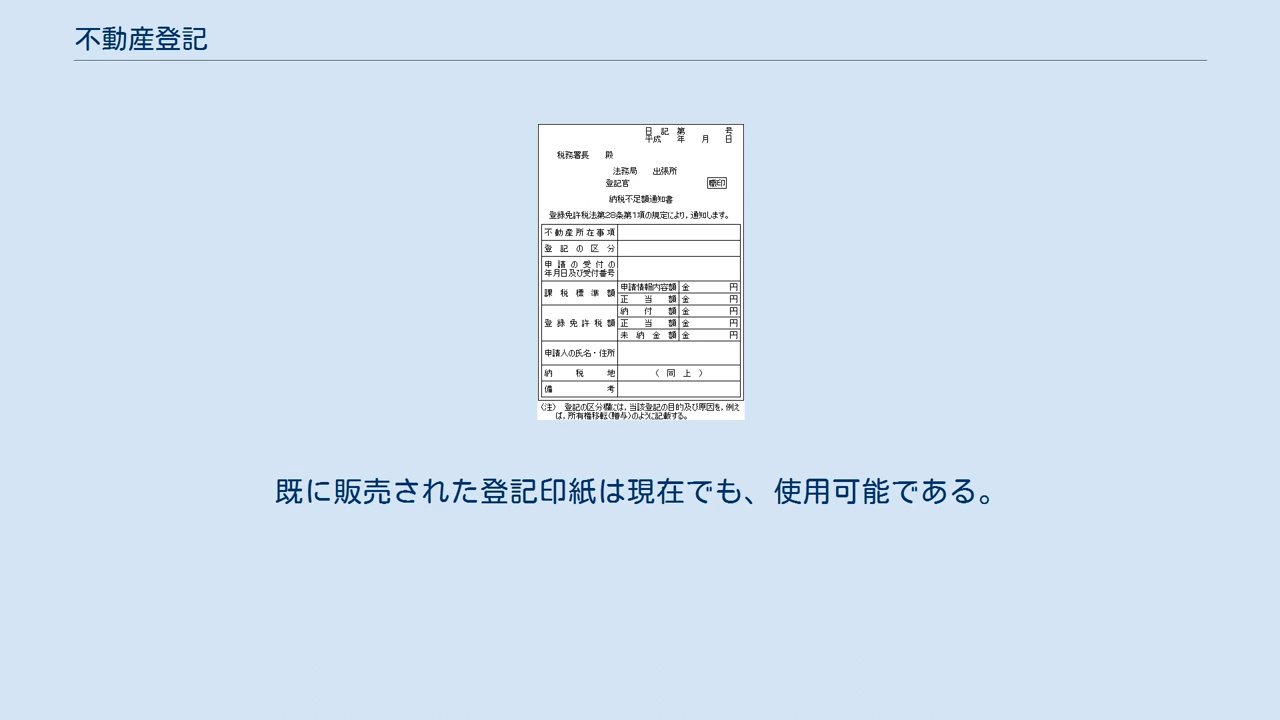 不動産登記
日記第 号
平成 年 月 日
税務署長 殿
法務局 出張所
登記官 職印
納税不足額通知書
登録免許税法第28条第1項の規定により,通知します。
不動産所在事項
登記の区分
申請の受付の
年月日及び受付番号
課税標準額 申請情報内容額 金 円
正当額 金 円
登録免許税額 納付額 金 円
正当額 金 円
未納金額 金 円
申請人の氏名・住所
納税地 (同上)
備考
(注) 登記の区分欄には,当該登記の目的及び原因を,例え
ば,所有権移転(贈与)のように記載する。
既に販売された登記印紙は現在でも、使用可能である。